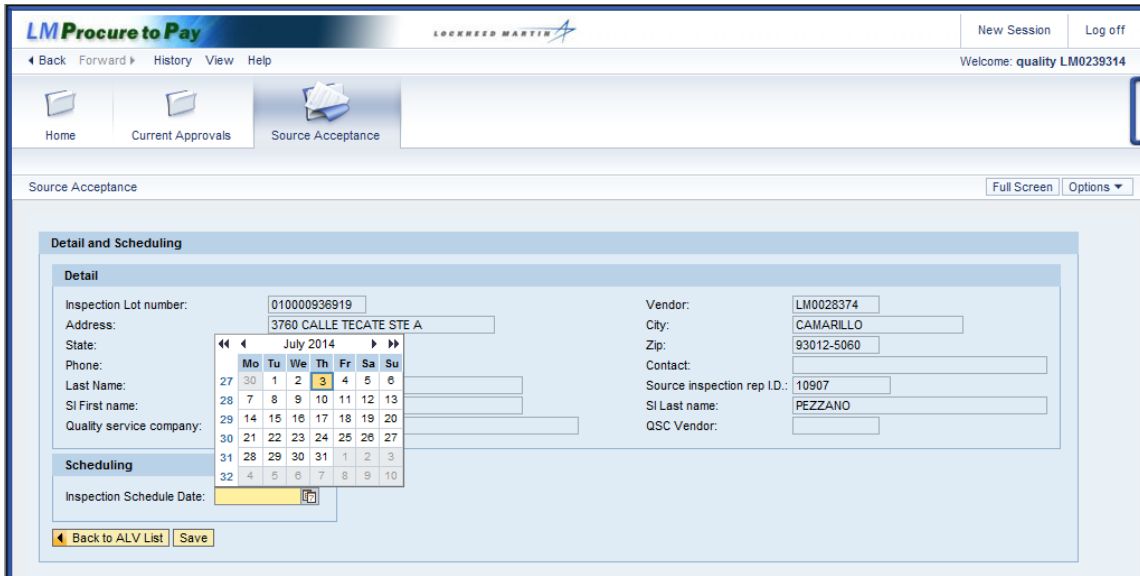 LM Procure to Pay
LOCKHEED MARTIN
New Session Log off
Back Forward History View Help
Welcome: quality LM0239314
Home Current Approvals Source Acceptance
Source Acceptance
Full Screen Options
Detail and Scheduling
Detail
Inspection Lot number: 010000936919 Vendor: LM0028374
Address: 3760 CALLE TECATE STE A City: CAMARILLO
State: Zip: 93012-5060
Phone: Contact:
Last Name: Source inspection rep I.D.: 10907
SI First name: SI Last name: PEZZANO
Quality service company: QSC Vendor:
July 2014
Mo Tu We Th Fr Sa Su
27 30 1 2 3 4 5 6
28 7 8 9 10 11 12 13
29 14 15 16 17 18 19 20
30 21 22 23 24 25 26 27
31 28 29 30 31 1 2 3
32 4 5 6 7 8 9 10
Scheduling
Inspection Schedule Date:
Back to ALV List Save